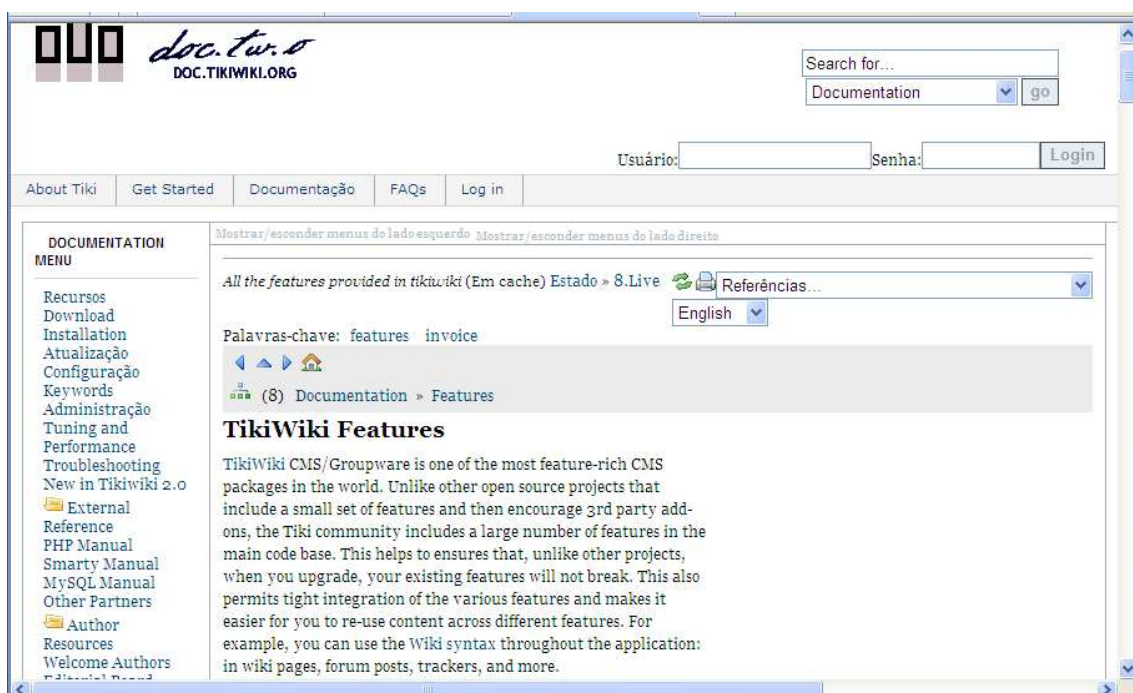 doc.tw.o
DOC.TIKIWIKI.ORG
Search for...
Documentation go
Usuário: Senha: Login
About Tiki Get Started Documentação FAQs Log in
DOCUMENTATION
MENU
Recursos
Download
Installation
Atualização
Configuração
Keywords
Administração
Tuning and
Performance
Troubleshooting
New in Tikiwiki 2.0
External
Reference
PHP Manual
Smarty Manual
MySQL Manual
Other Partners
Author
Resources
Welcome Authors
Editorial Board
Mostrar/esconder menus do lado esquerdo Mostrar/esconder menus do lado direito
All the features provided in tikiwiki (Em cache) Estado » 8.Live Referências...
English
Palavras-chave: features invoice
(8) Documentation » Features
TikiWiki Features
TikiWiki CMS/Groupware is one of the most feature-rich CMS
packages in the world. Unlike other open source projects that
include a small set of features and then encourage 3rd party add-
ons, the Tiki community includes a large number of features in the
main code base. This helps to ensures that, unlike other projects,
when you upgrade, your existing features will not break. This also
permits tight integration of the various features and makes it
easier for you to re-use content across different features. For
example, you can use the Wiki syntax throughout the application:
in wiki pages, forum posts, trackers, and more.